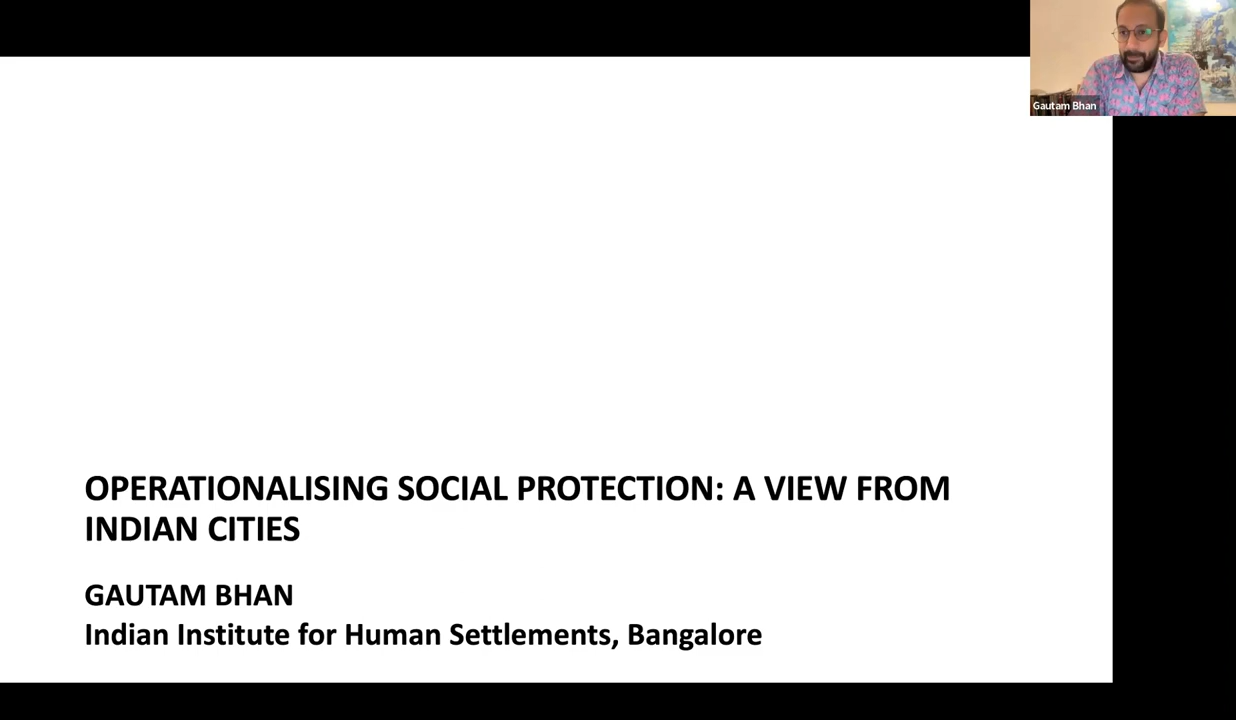 Gautam Bhan
OPERATIONALISING SOCIAL PROTECTION: A VIEW FROM
INDIAN CITIES
GAUTAM BHAN
Indian Institute for Human Settlements, Bangalore